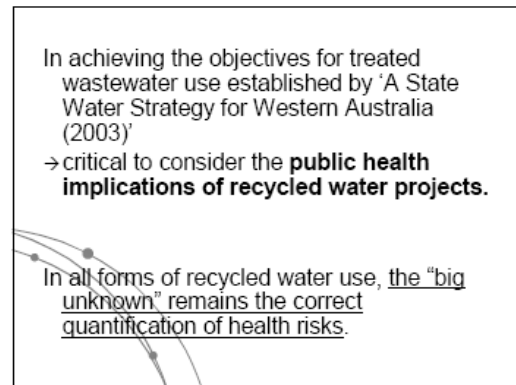 In achieving the objectives for treated
wastewater use established by ‘A State
Water Strategy for Western Australia
(2003)’
→critical to consider the public health
implications of recycled water projects.
In all forms of recycled water use, the “big
unknown” remains the correct
quantification of health risks.